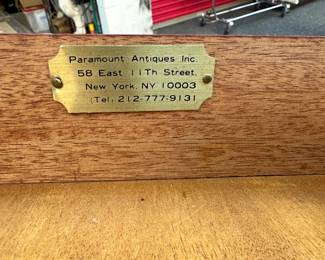 Paramount Antiques Inc.
58 East 11Th Street.
New York, NY 10003
(Tel: 212-777-9131